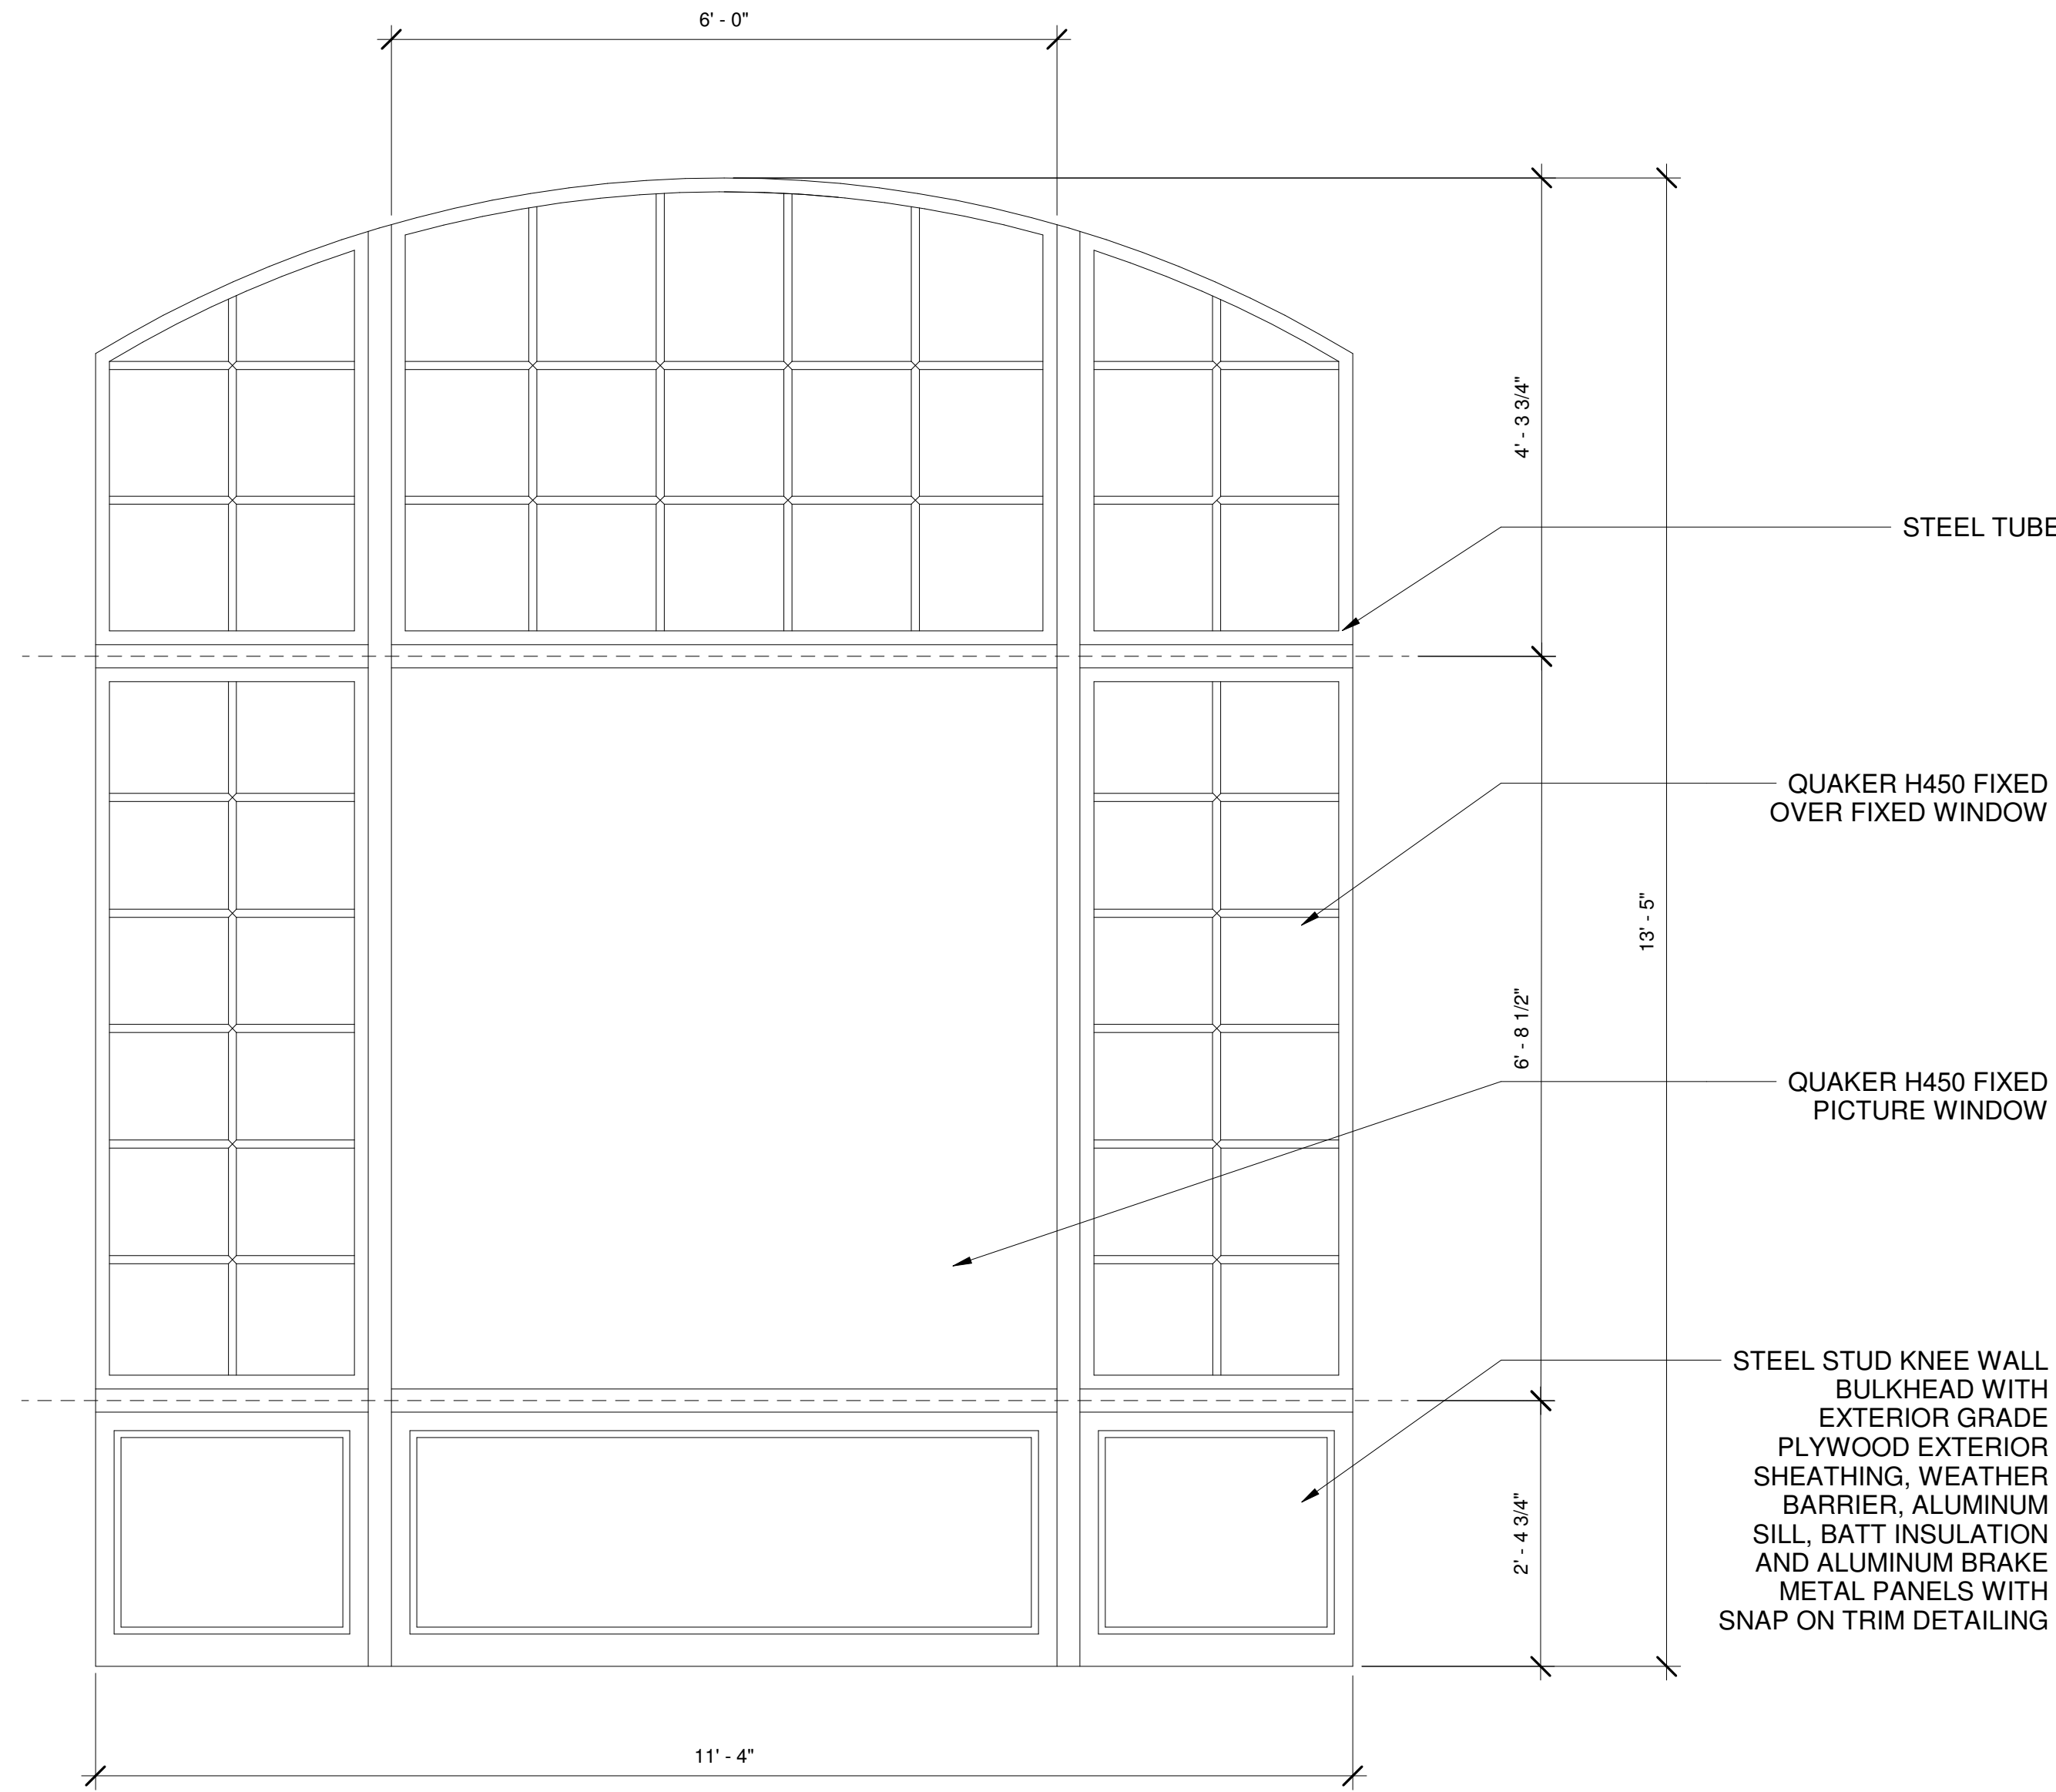 6' - 0"
4' - 3 3/4"
STEEL TUBE
QUAKER H450 FIXED
OVER FIXED WINDOW
13' - 5"
6' - 8 1/2"
QUAKER H450 FIXED
PICTURE WINDOW
STEEL STUD KNEE WALL
BULKHEAD WITH
EXTERIOR GRADE
PLYWOOD EXTERIOR
SHEATHING, WEATHER
BARRIER, ALUMINUM
SILL, BATT INSULATION
AND ALUMINUM BRAKE
METAL PANELS WITH
SNAP ON TRIM DETAILING
2' - 4 3/4"
11' - 4"